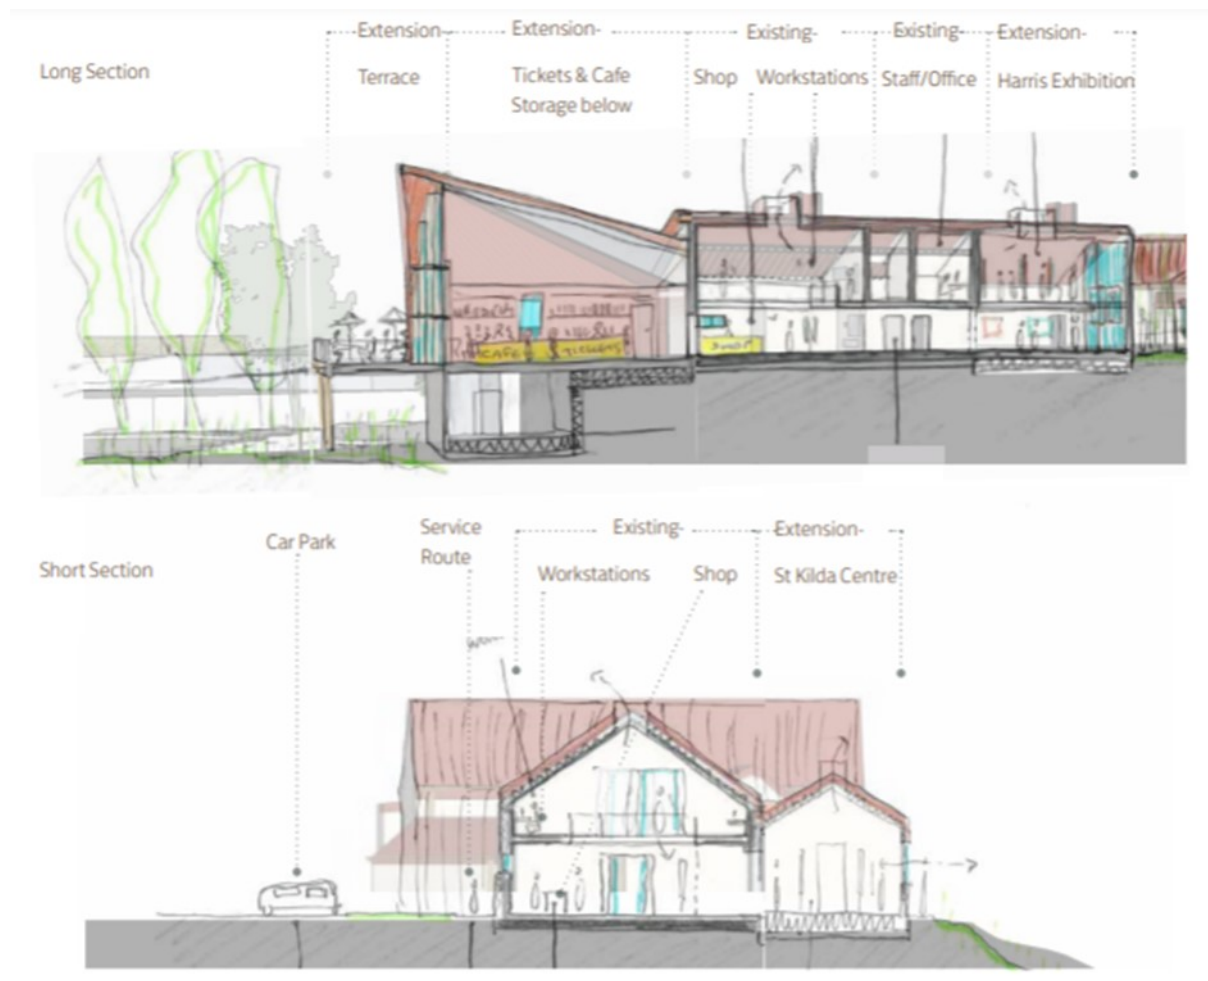 Extension- Extension- Existing- Existing- Extension-
Long Section
Terrace Tickets & Cafe Shop Workstations Staff/Office Harris Exhibition
Storage below
CAFE TICKETS
SHOP
Service Existing- Extension-
Car Park
Route
Short Section Workstations Shop St Kilda Centre